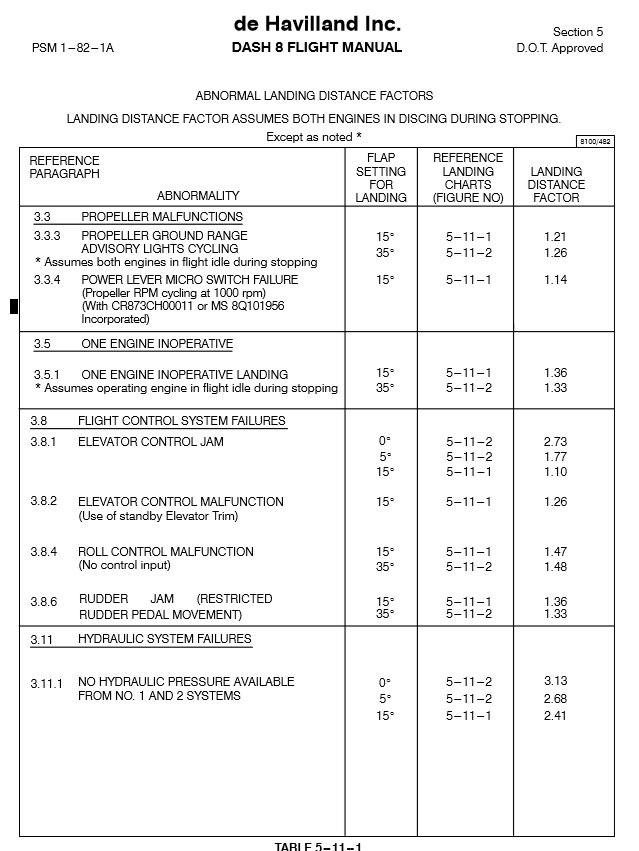 de Havilland Inc.
Section 5
PSM 1-82-1A DASH 8 FLIGHT MANUAL D.O.T. Approved
ABNORMAL LANDING DISTANCE FACTORS
LANDING DISTANCE FACTOR ASSUMES BOTH ENGINES IN DISCING DURING STOPPING.
Except as noted *
8100/482
REFERENCE PARAGRAPH
ABNORMALITY
FLAP SETTING FOR LANDING
REFERENCE LANDING CHARTS (FIGURE NO)
LANDING DISTANCE FACTOR
3.3 PROPELLER MALFUNCTIONS
3.3.3 PROPELLER GROUND RANGE 15° 5-11-1 1.21
ADVISORY LIGHTS CYCLING 35° 5-11-2 1.26
* Assumes both engines in flight idle during stopping
3.3.4 POWER LEVER MICRO SWITCH FAILURE 15° 5-11-1 1.14
(Propeller RPM cycling at 1000 rpm)
(With CR873CH00011 or MS 8Q101956
Incorporated)
3.5 ONE ENGINE INOPERATIVE
3.5.1 ONE ENGINE INOPERATIVE LANDING 15° 5-11-1 1.36
* Assumes operating engine in flight idle during stopping 35° 5-11-2 1.33
3.8 FLIGHT CONTROL SYSTEM FAILURES
3.8.1 ELEVATOR CONTROL JAM 0° 5-11-2 2.73
5° 5-11-2 1.77
15° 5-11-1 1.10
3.8.2 ELEVATOR CONTROL MALFUNCTION 15° 5-11-1 1.26
(Use of standby Elevator Trim)
3.8.4 ROLL CONTROL MALFUNCTION 15° 5-11-1 1.47
(No control input) 35° 5-11-2 1.48
3.8.6 RUDDER JAM (RESTRICTED 15° 5-11-1 1.36
RUDDER PEDAL MOVEMENT) 35° 5-11-2 1.33
3.11 HYDRAULIC SYSTEM FAILURES
3.11.1 NO HYDRAULIC PRESSURE AVAILABLE 0° 5-11-2 3.13
FROM NO. 1 AND 2 SYSTEMS 5° 5-11-2 2.68
15° 5-11-1 2.41
TABLE 5-11-1